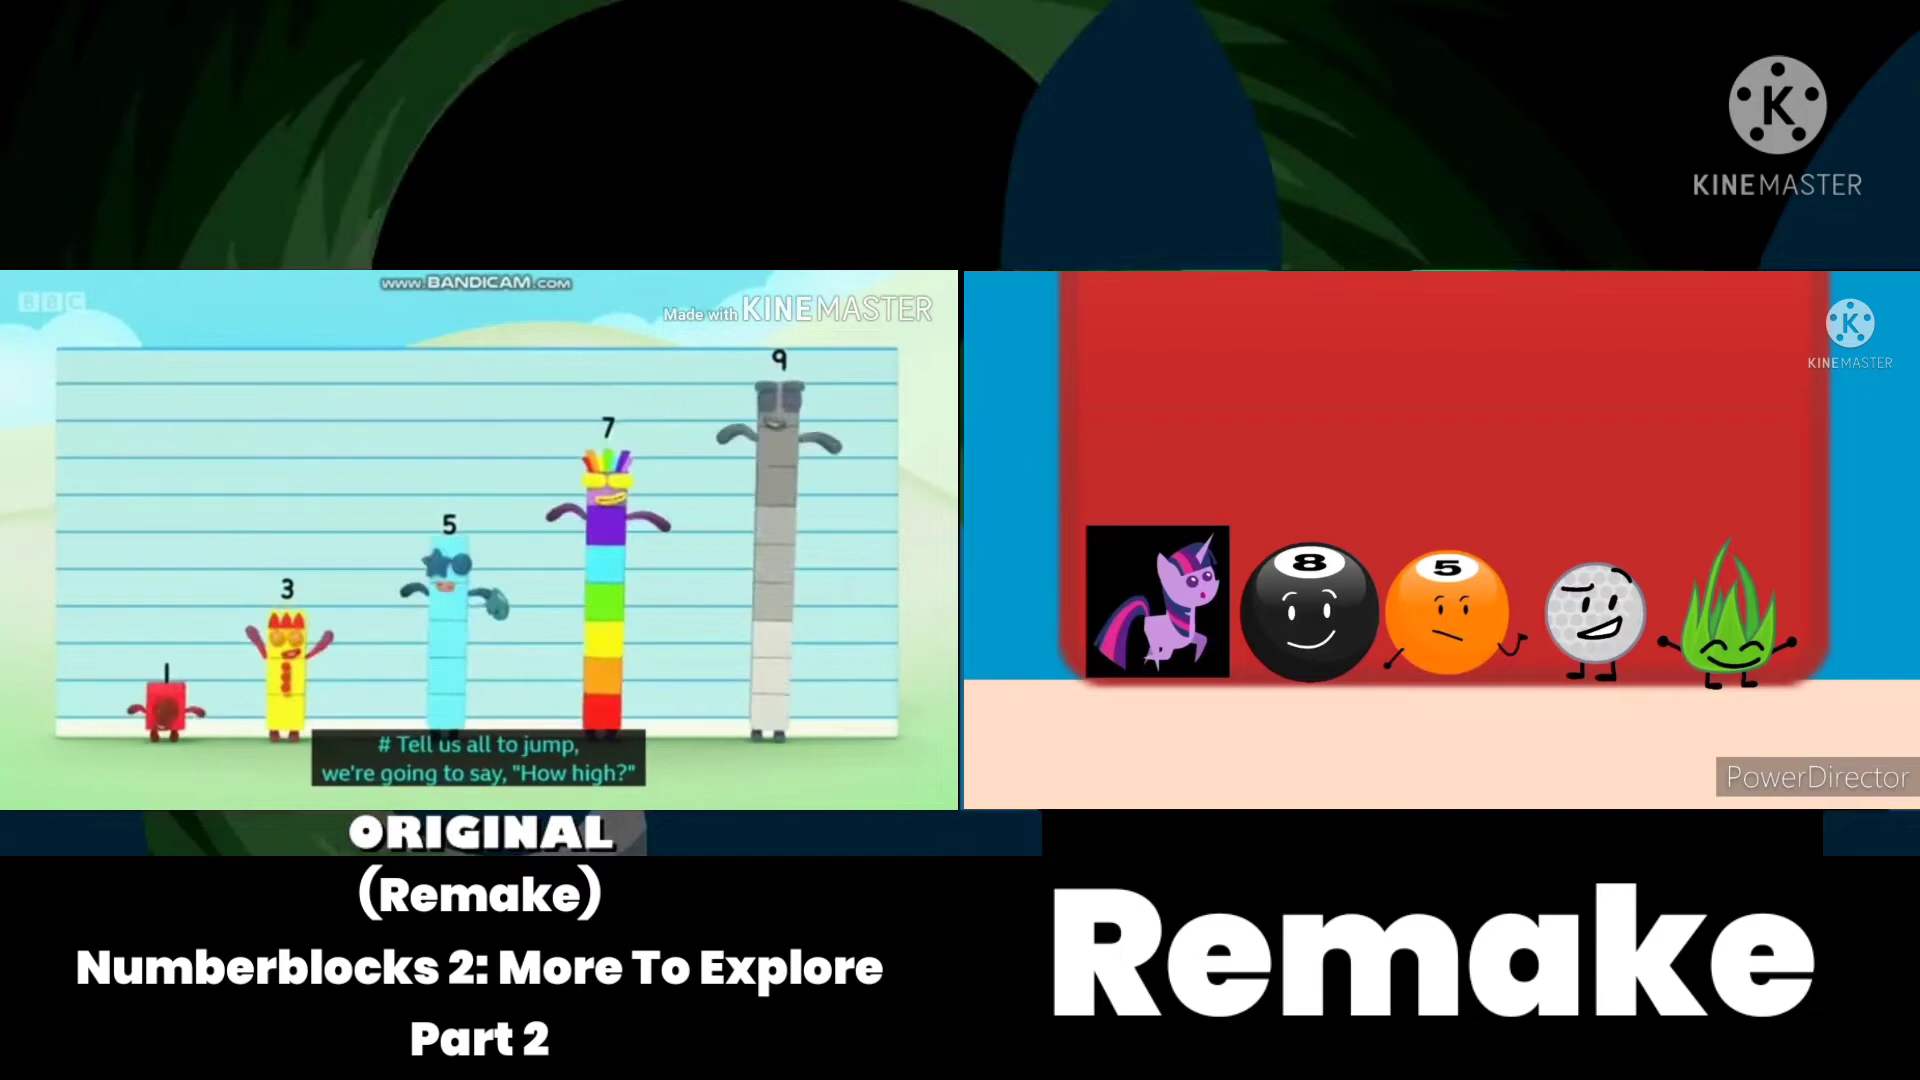 K
KINEMASTER
BBC
www.BANDICAM.com
Made with KINEMASTER
1
3
5
7
9
# Tell us all to jump,
we're going to say, "How high?"
K
KINEMASTER
8
5
PowerDirector
ORIGINAL
(Remake)
Numberblocks 2: More To Explore
Part 2
Remake